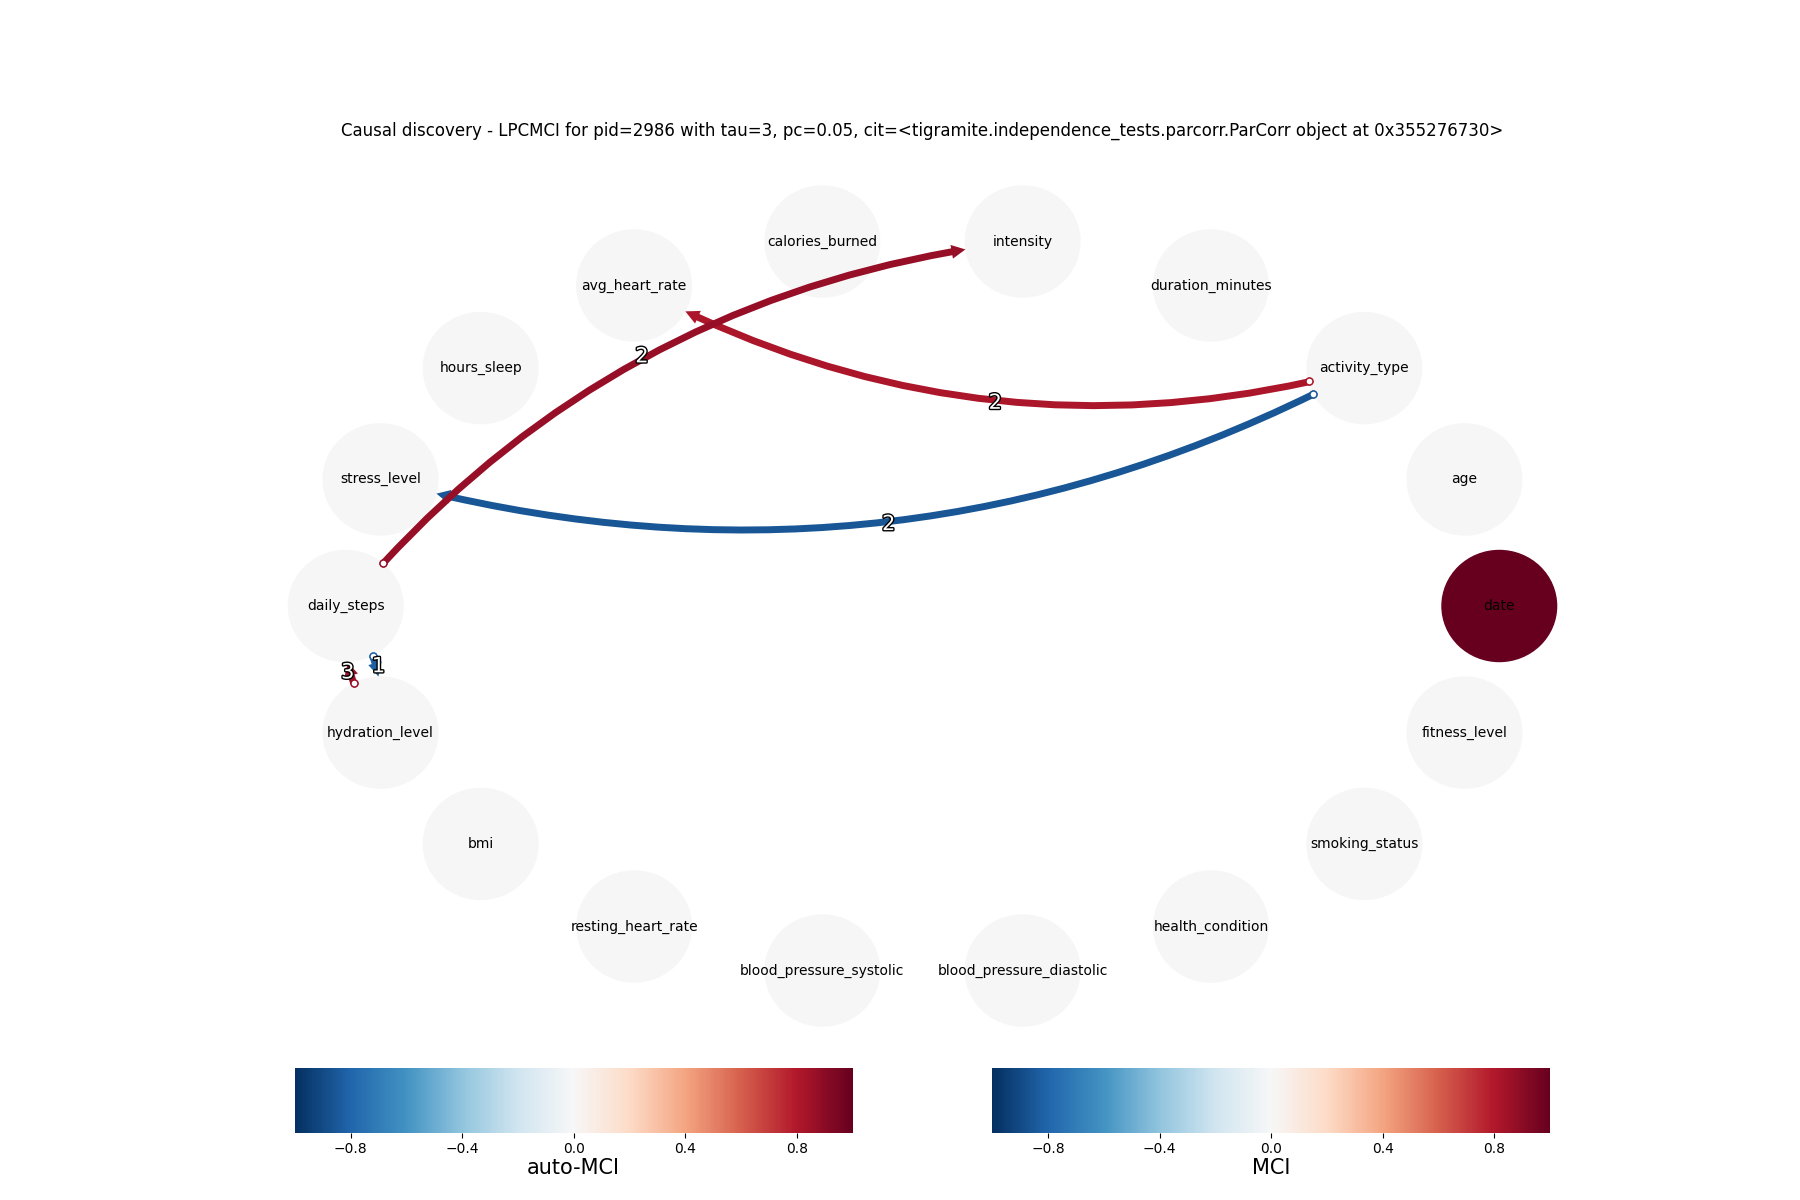 Causal discovery - LPCMCI for pid=2986 with tau=3, pc=0.05, cit=<tigramite.independence_tests.parcorr.ParCorr object at 0x355276730>
calories_burned
intensity
avg_heart_rate
duration_minutes
2
hours_sleep
activity_type
2
stress_level
age
2
daily_steps
date
3
1
hydration_level
fitness_level
bmi
smoking_status
resting_heart_rate
health_condition
blood_pressure_systolic
blood_pressure_diastolic
−0.8 −0.4 0.0 0.4 0.8
auto-MCI
−0.8 −0.4 0.0 0.4 0.8
MCI